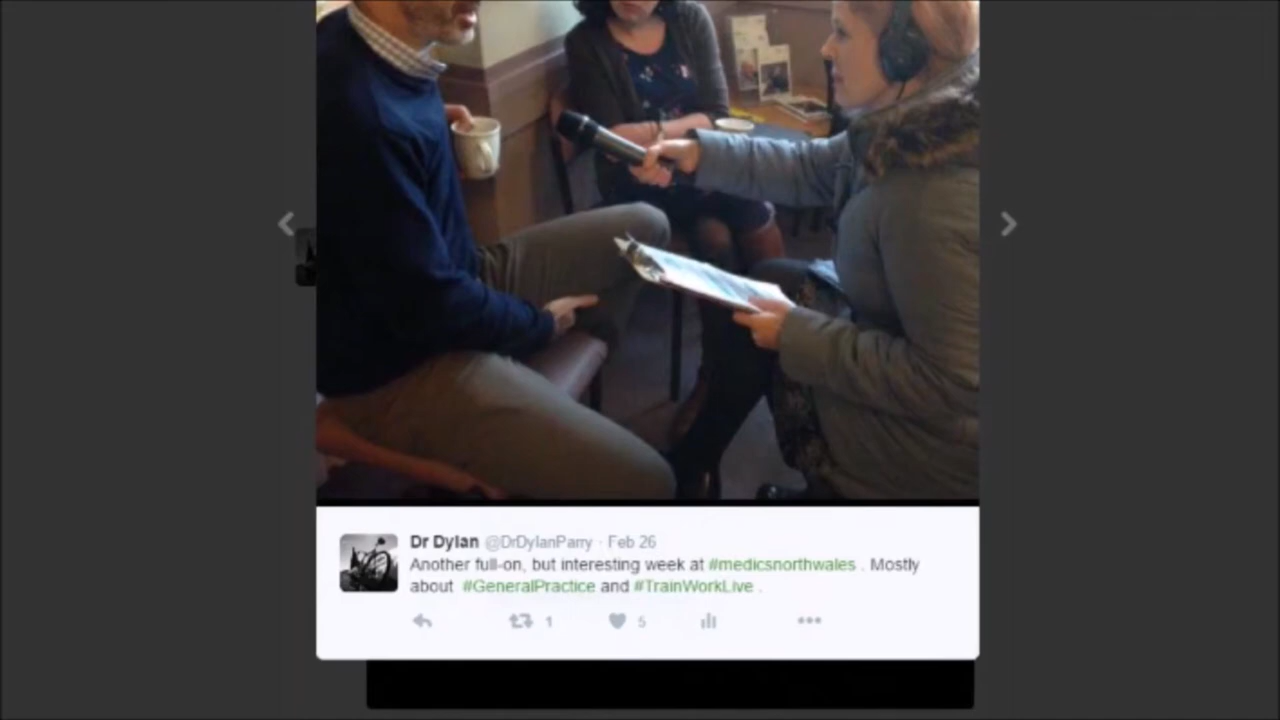 Dr Dylan @DrDylanParry · Feb 26
Another full-on, but interesting week at #medicsnorthwales . Mostly
about #GeneralPractice and #TrainWorkLive .
1 5